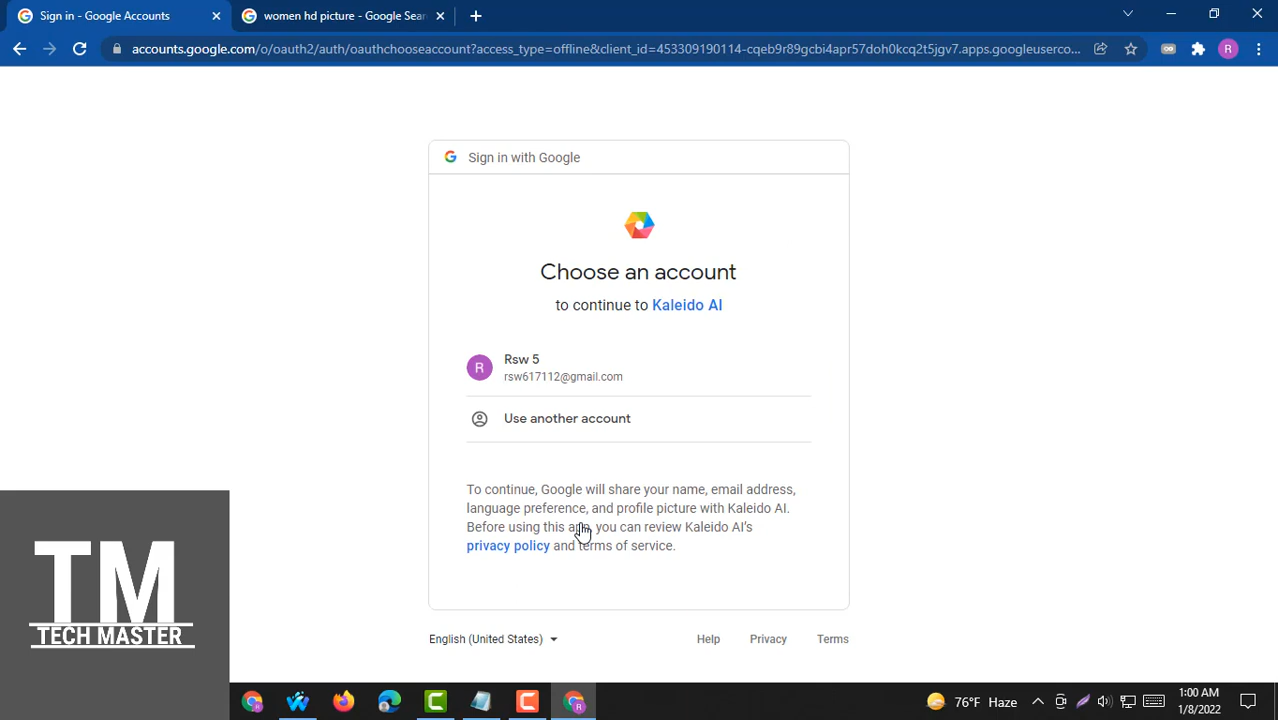 Sign in - Google Accounts
women hd picture - Google Sear
accounts.google.com/o/oauth2/auth/oauthchooseaccount?access_type=offline&client_id=453309190114-cqeb9r89gcbi4apr57doh0kcq2t5jgv7.apps.googleuserco...
R
Sign in with Google
Choose an account
to continue to Kaleido AI
R
Rsw 5
rsw617112@gmail.com
Use another account
To continue, Google will share your name, email address,
language preference, and profile picture with Kaleido AI.
Before using this app, you can review Kaleido AI's
privacy policy and terms of service.
English (United States)
Help
Privacy
Terms
TM
TECH MASTER
76°F Haze
1:00 AM
1/8/2022